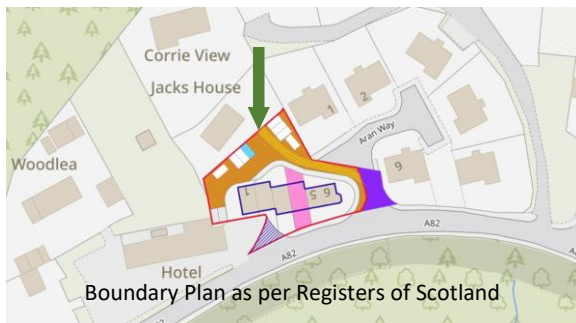 Corrie View
Jacks House
1
2
Aran Way
Woodlea
9
1
5
6
A82
Hotel
A82
Boundary Plan as per Registers of Scotland